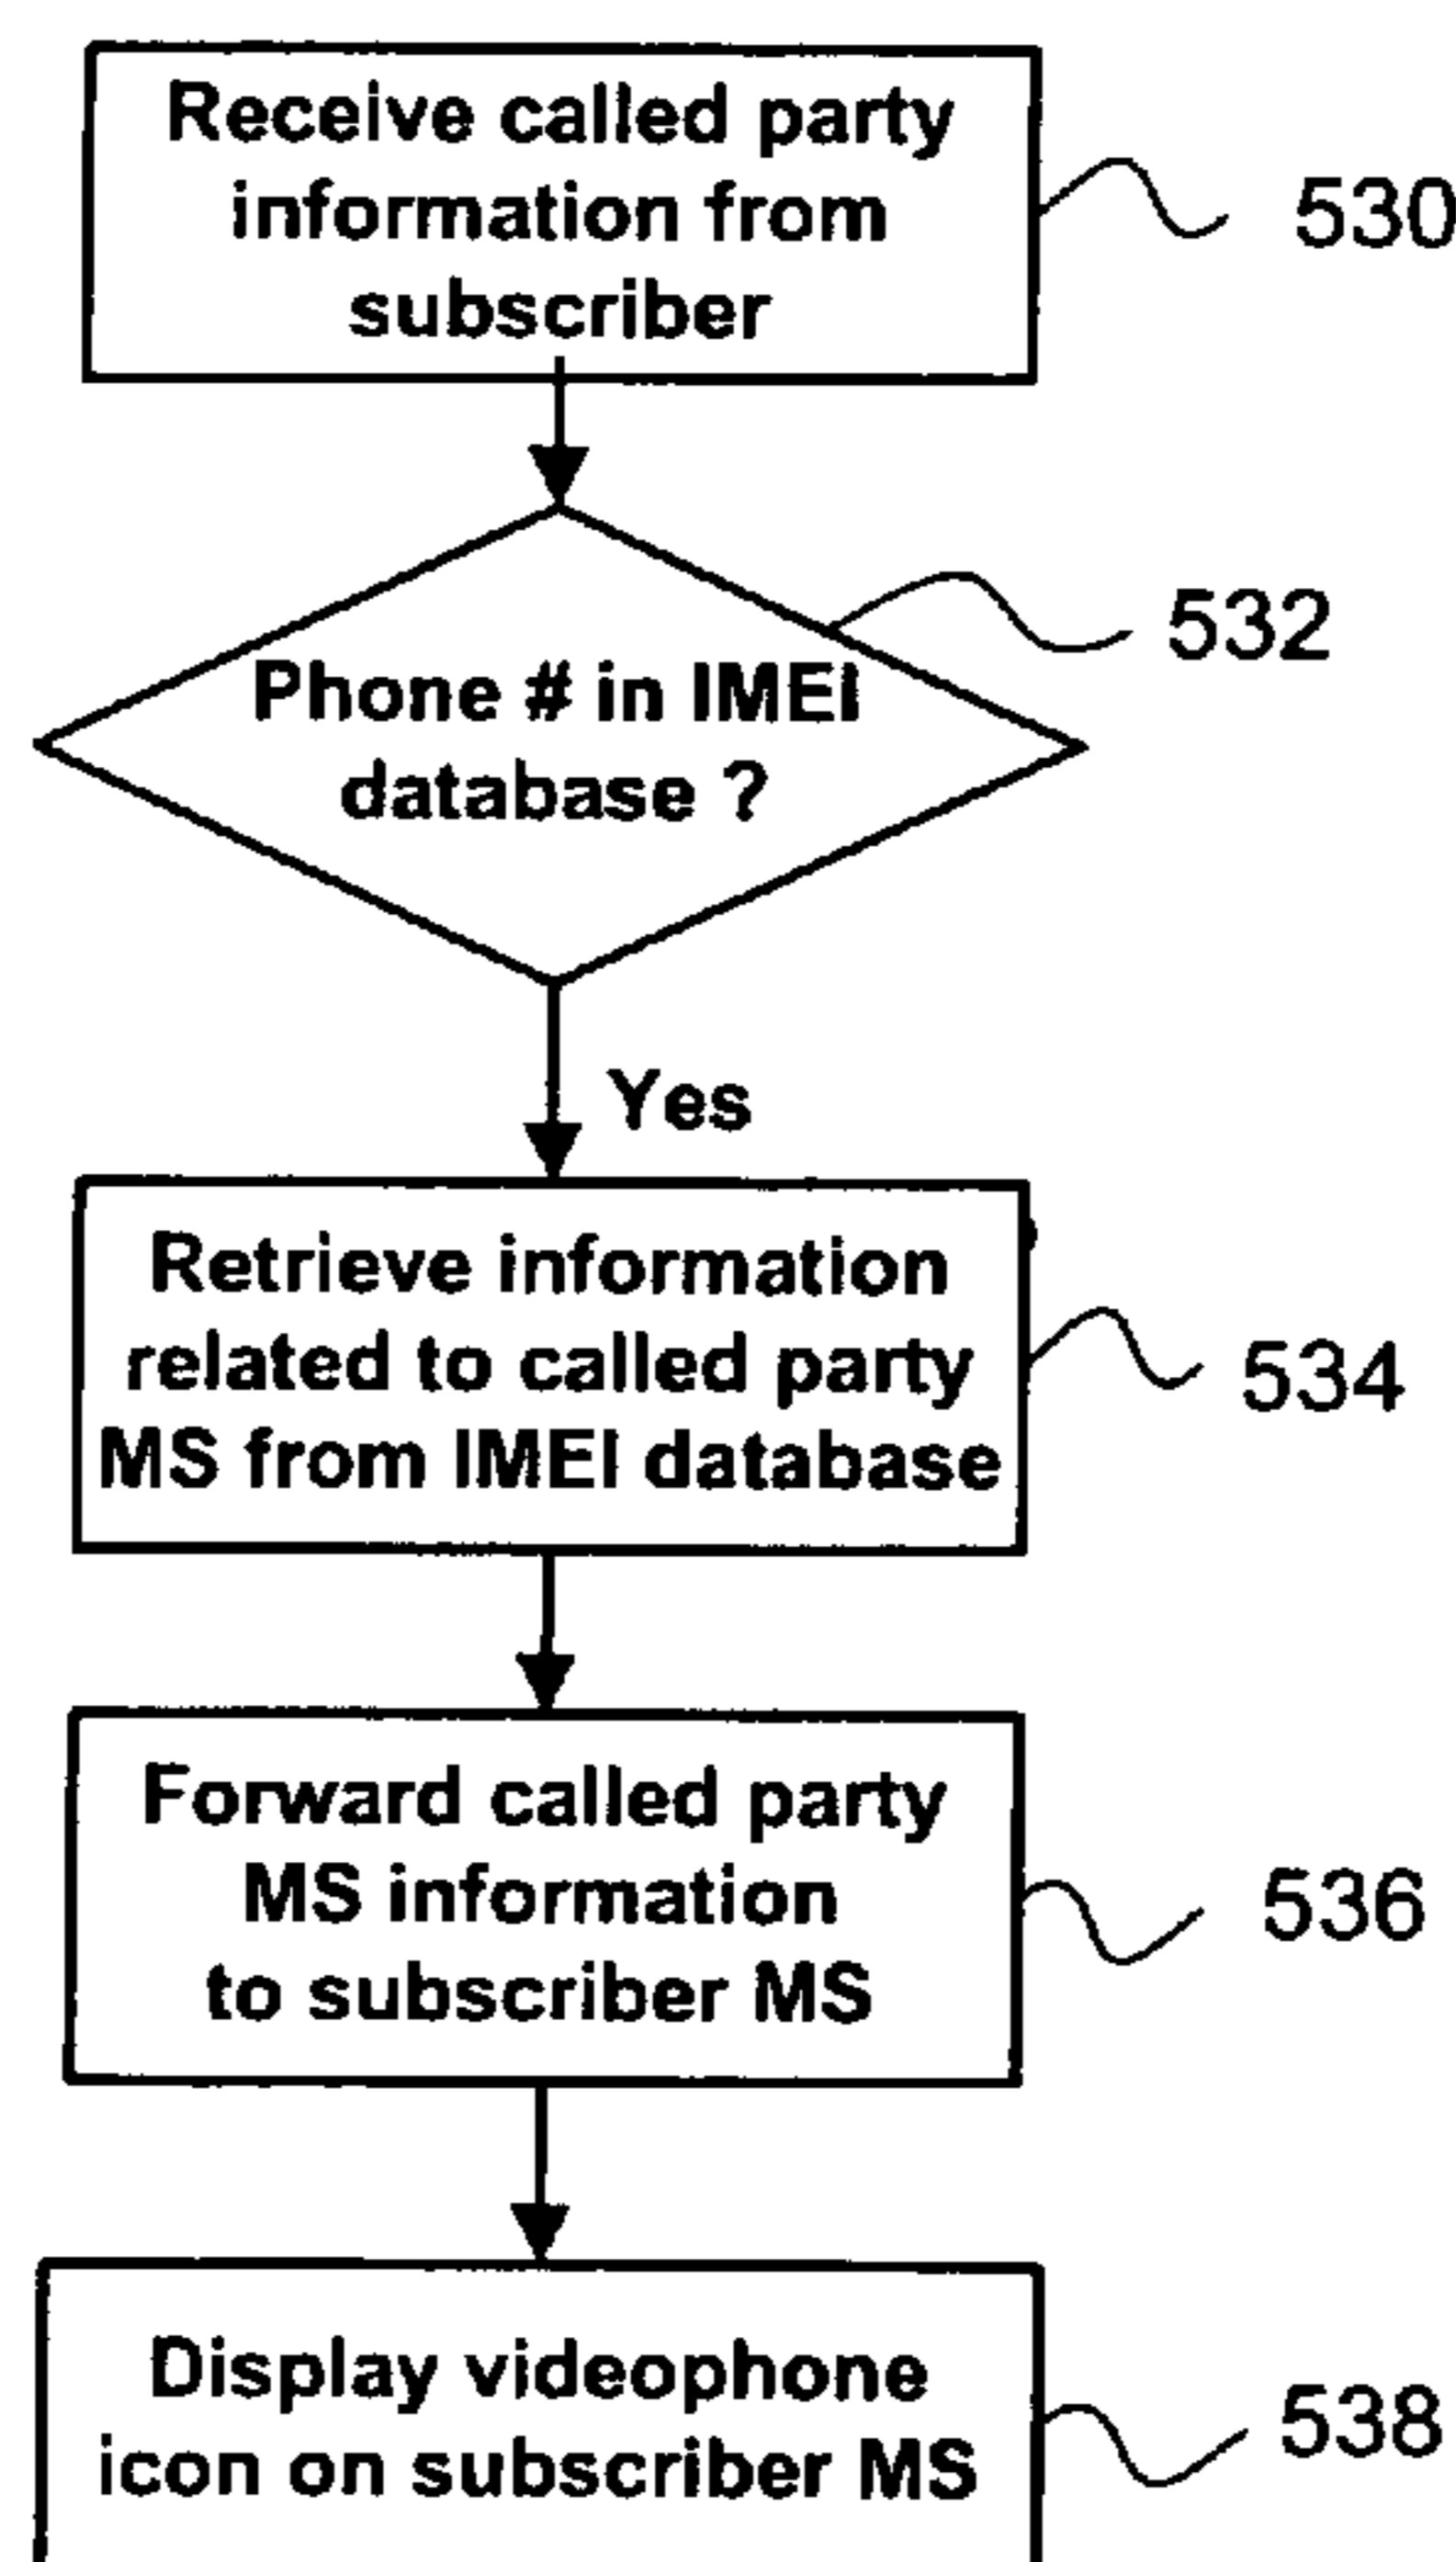 Receive called party
information from
subscriber
530
532
Phone # in IMEI
database ?
Yes
Retrieve information
related to called party
MS from IMEI database
534
Forward called party
MS information
to subscriber MS
536
Display videophone
icon on subscriber MS
538